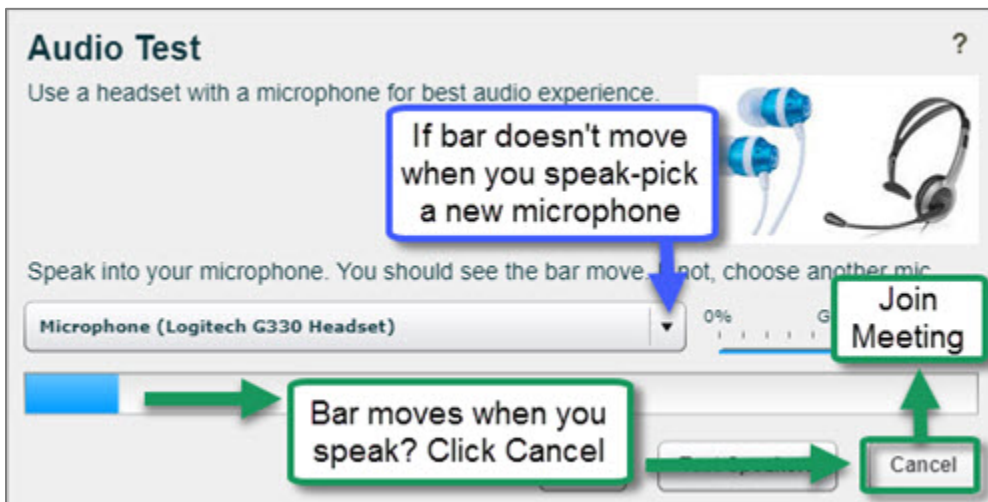 Audio Test
?
Use a headset with a microphone for best audio experience.
If bar doesn't move
when you speak-pick
a new microphone
Speak into your microphone. You should see the bar move. not, choose another mic
Join
Meeting
Microphone (Logitech G330 Headset)
0%
G
Bar moves when you
speak? Click Cancel
Cancel